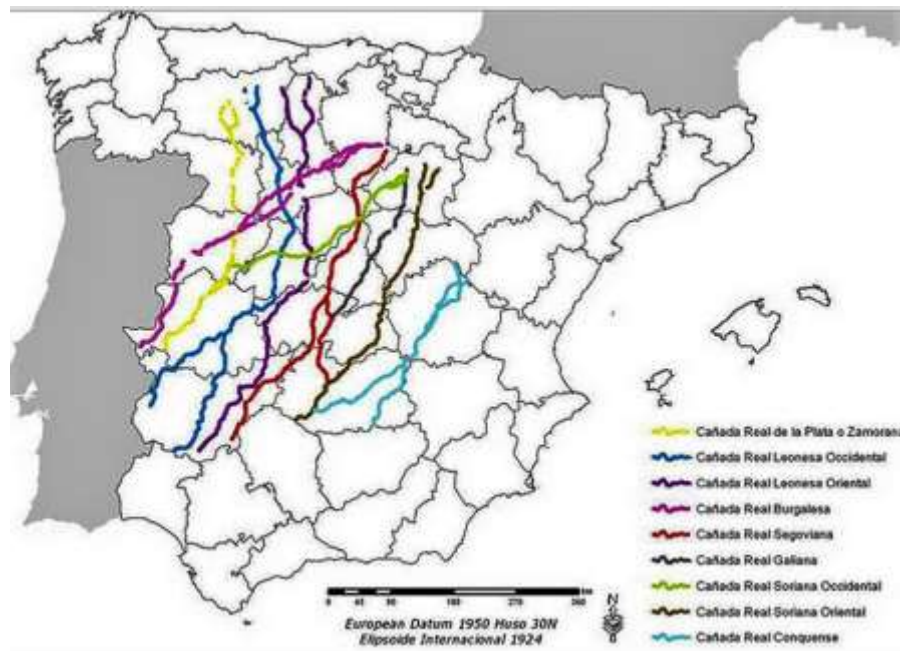 Cañada Real de la Plata o Zamorana
Cañada Real Leonesa Occidental
Cañada Real Leonesa Oriental
Cañada Real Burgalesa
Cañada Real Segoviana
Cañada Real Galiana
Cañada Real Soriana Occidental
Cañada Real Soriana Oriental
Cañada Real Conquense
European Datum 1950 Huso 30N
Elipsoide Internacional 1924
N
S